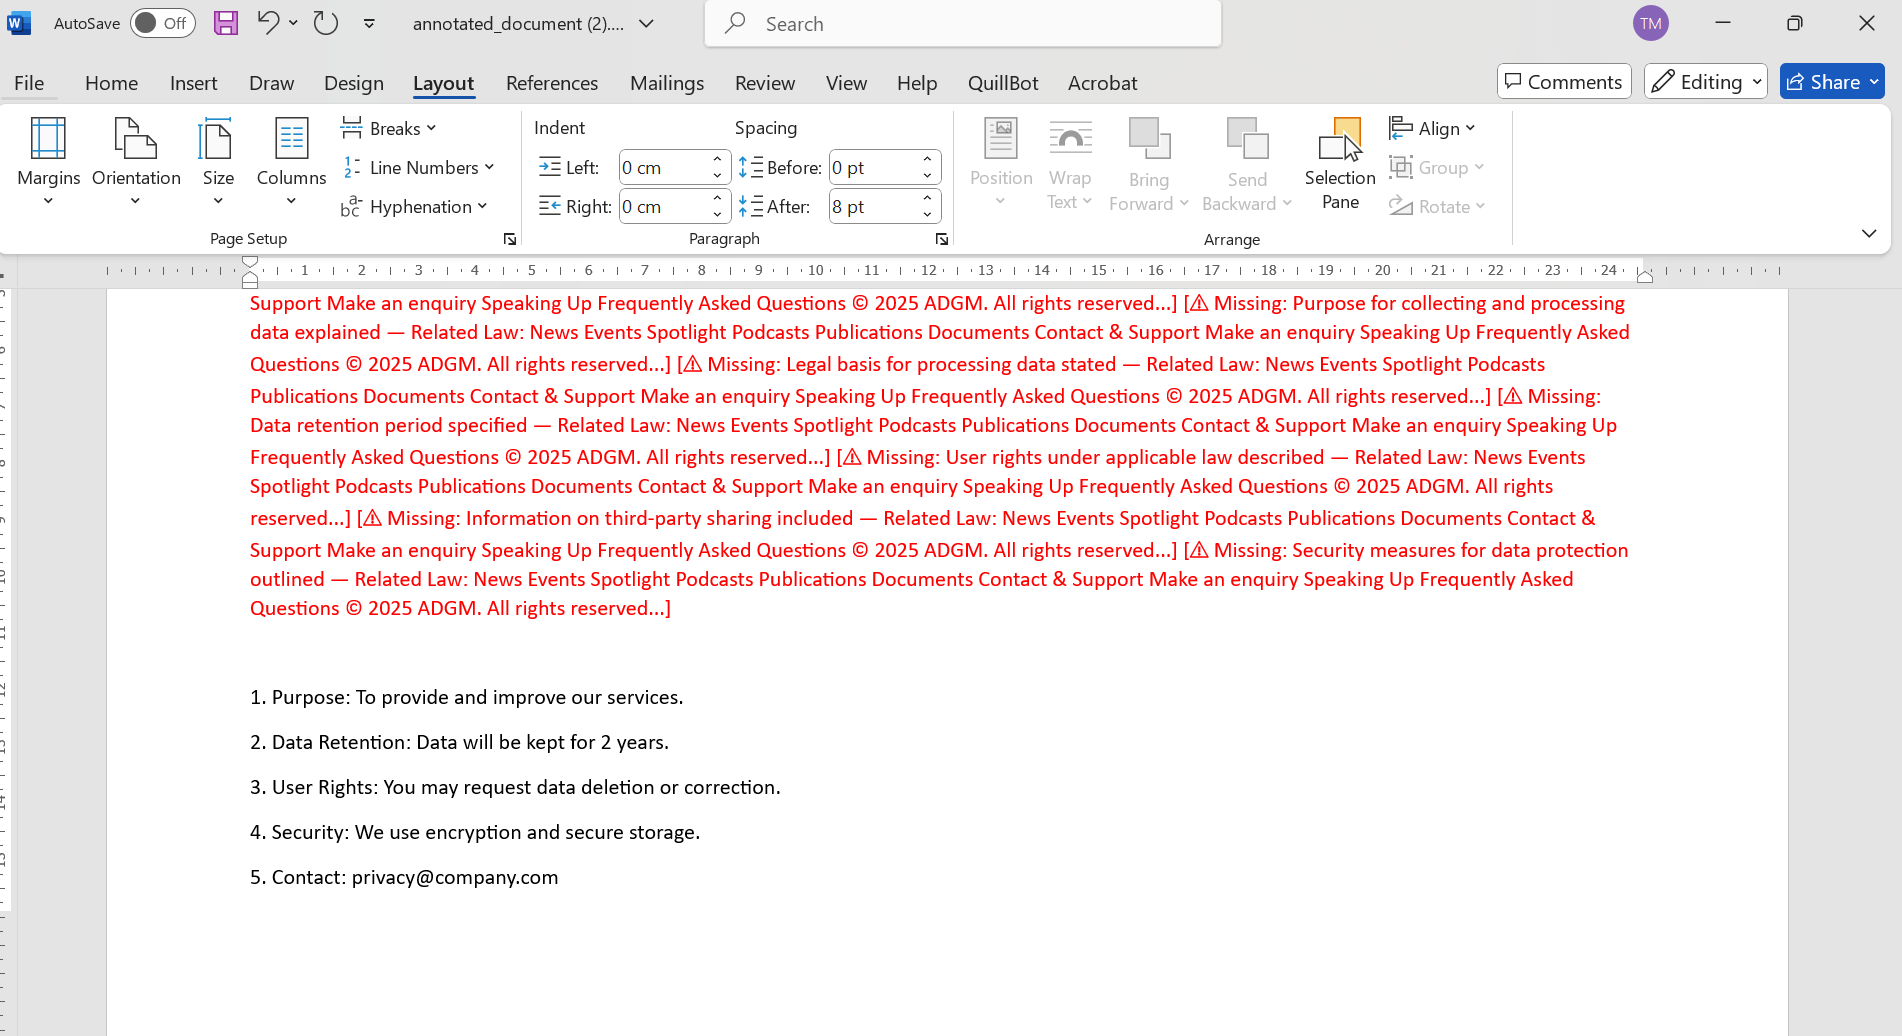 AutoSave Off annotated_document (2).... Search TM
File Home Insert Draw Design Layout References Mailings Review View Help QuillBot Acrobat Comments Editing Share
Margins Orientation Size Columns
Breaks
Line Numbers
Hyphenation
Page Setup
Indent Spacing
Left: 0 cm Before: 0 pt
Right: 0 cm After: 8 pt
Paragraph
Position Wrap Text Bring Forward Send Backward Selection Pane
Align
Group
Rotate
Arrange
1 2 3 4 5 6 7 8 9 10 11 12 13 14 15 16 17 18 19 20 21 22 23 24
Support Make an enquiry Speaking Up Frequently Asked Questions © 2025 ADGM. All rights reserved...] [⚠ Missing: Purpose for collecting and processing
data explained — Related Law: News Events Spotlight Podcasts Publications Documents Contact & Support Make an enquiry Speaking Up Frequently Asked
Questions © 2025 ADGM. All rights reserved...] [⚠ Missing: Legal basis for processing data stated — Related Law: News Events Spotlight Podcasts
Publications Documents Contact & Support Make an enquiry Speaking Up Frequently Asked Questions © 2025 ADGM. All rights reserved...] [⚠ Missing:
Data retention period specified — Related Law: News Events Spotlight Podcasts Publications Documents Contact & Support Make an enquiry Speaking Up
Frequently Asked Questions © 2025 ADGM. All rights reserved...] [⚠ Missing: User rights under applicable law described — Related Law: News Events
Spotlight Podcasts Publications Documents Contact & Support Make an enquiry Speaking Up Frequently Asked Questions © 2025 ADGM. All rights
reserved...] [⚠ Missing: Information on third-party sharing included — Related Law: News Events Spotlight Podcasts Publications Documents Contact &
Support Make an enquiry Speaking Up Frequently Asked Questions © 2025 ADGM. All rights reserved...] [⚠ Missing: Security measures for data protection
outlined — Related Law: News Events Spotlight Podcasts Publications Documents Contact & Support Make an enquiry Speaking Up Frequently Asked
Questions © 2025 ADGM. All rights reserved...]
1. Purpose: To provide and improve our services.
2. Data Retention: Data will be kept for 2 years.
3. User Rights: You may request data deletion or correction.
4. Security: We use encryption and secure storage.
5. Contact: privacy@company.com